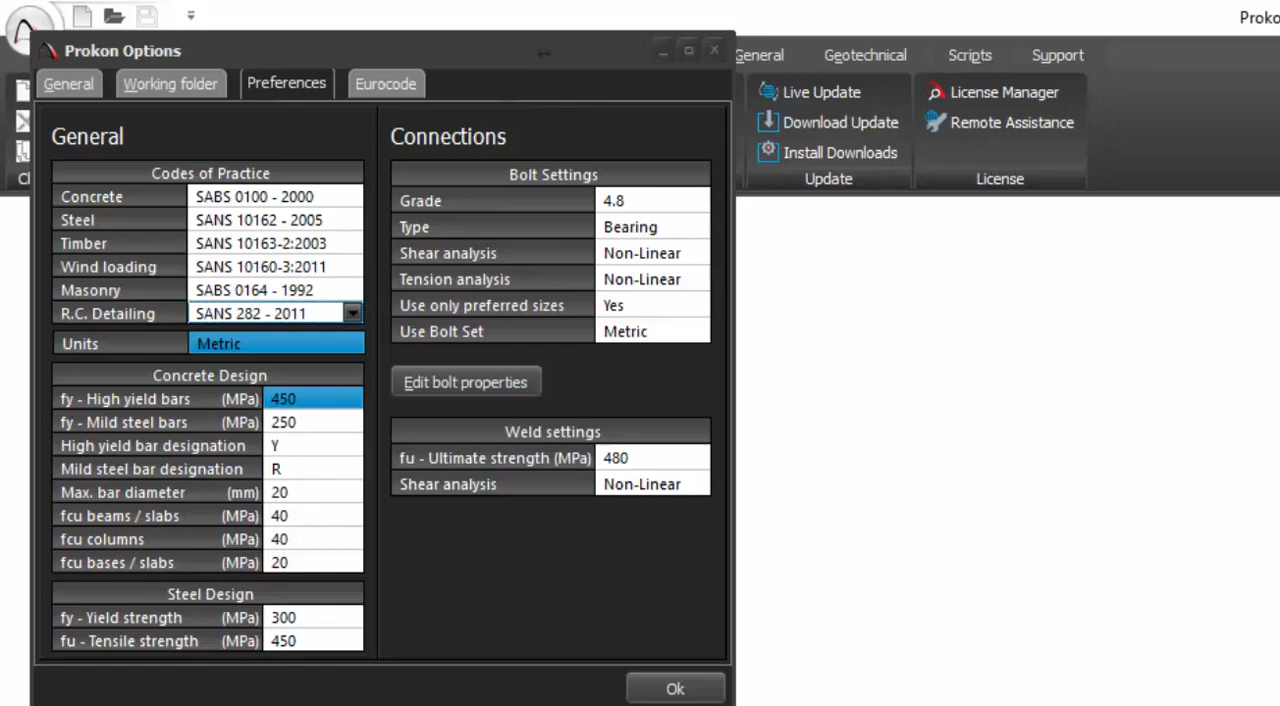 Proko
Prokon Options
General
Working folder
Preferences
Eurocode
General
Geotechnical
Scripts
Support
Live Update
Download Update
Install Downloads
Update
License Manager
Remote Assistance
License
General
Codes of Practice
Concrete SABS 0100 - 2000
Steel SANS 10162 - 2005
Timber SANS 10163-2:2003
Wind loading SANS 10160-3:2011
Masonry SABS 0164 - 1992
R.C. Detailing SANS 282 - 2011
Units Metric
Concrete Design
fy - High yield bars (MPa) 450
fy - Mild steel bars (MPa) 250
High yield bar designation Y
Mild steel bar designation R
Max. bar diameter (mm) 20
fcu beams / slabs (MPa) 40
fcu columns (MPa) 40
fcu bases / slabs (MPa) 20
Steel Design
fy - Yield strength (MPa) 300
fu - Tensile strength (MPa) 450
Connections
Bolt Settings
Grade 4.8
Type Bearing
Shear analysis Non-Linear
Tension analysis Non-Linear
Use only preferred sizes Yes
Use Bolt Set Metric
Edit bolt properties
Weld settings
fu - Ultimate strength (MPa) 480
Shear analysis Non-Linear
Ok